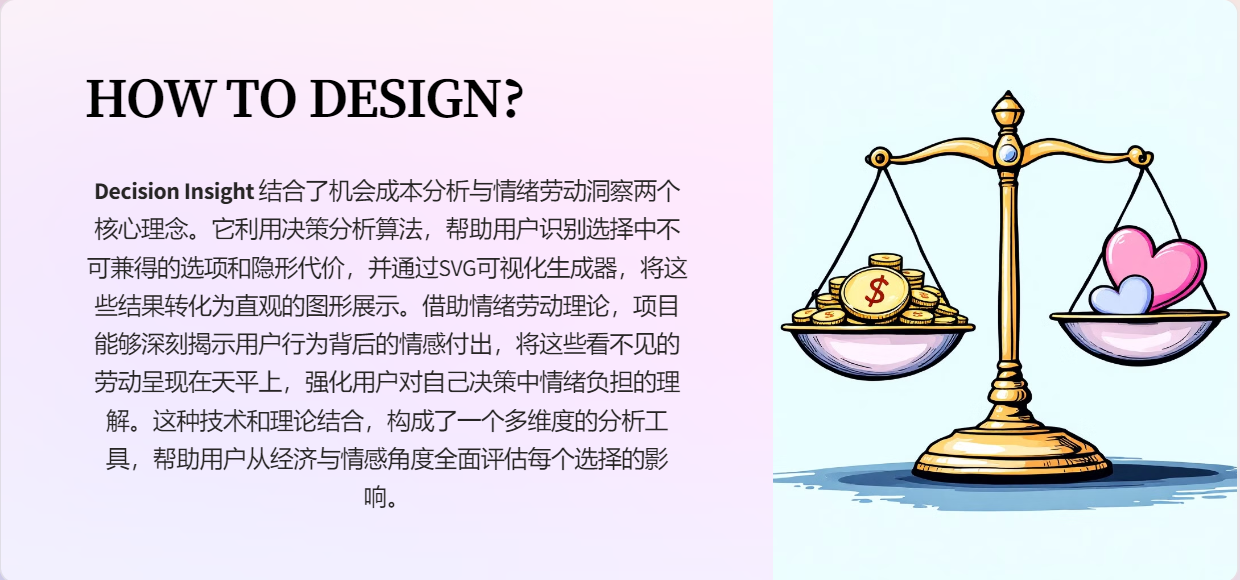 HOW TO DESIGN?
Decision Insight 结合了机会成本分析与情绪劳动洞察两个
核心理念。它利用决策分析算法，帮助用户识别选择中不
可兼得的选项和隐形代价，并通过SVG可视化生成器，将这
些结果转化为直观的图形展示。借助情绪劳动理论，项目
能够深刻揭示用户行为背后的情感付出，将这些看不见的
劳动呈现在天平上，强化用户对自己决策中情绪负担的理
解。这种技术和理论结合，构成了一个多维度的分析工
具，帮助用户从经济与情感角度全面评估每个选择的影
响。
$